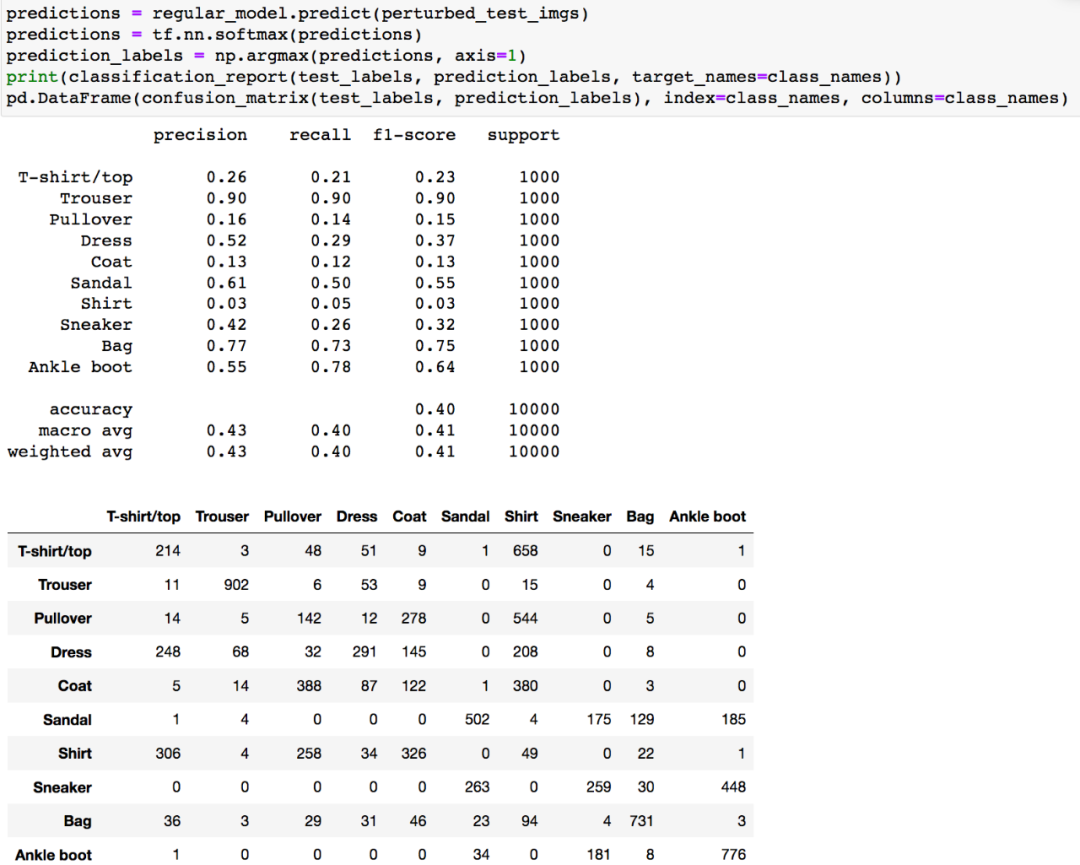 predictions = regular_model.predict(perturbed_test_imgs)
predictions = tf.nn.softmax(predictions)
prediction_labels = np.argmax(predictions, axis=1)
print(classification_report(test_labels, prediction_labels, target_names=class_names))
pd.DataFrame(confusion_matrix(test_labels, prediction_labels), index=class_names, columns=class_names)
precision recall f1-score support
T-shirt/top 0.26 0.21 0.23 1000
Trouser 0.90 0.90 0.90 1000
Pullover 0.16 0.14 0.15 1000
Dress 0.52 0.29 0.37 1000
Coat 0.13 0.12 0.13 1000
Sandal 0.61 0.50 0.55 1000
Shirt 0.03 0.05 0.03 1000
Sneaker 0.42 0.26 0.32 1000
Bag 0.77 0.73 0.75 1000
Ankle boot 0.55 0.78 0.64 1000
accuracy 0.40 10000
macro avg 0.43 0.40 0.41 10000
weighted avg 0.43 0.40 0.41 10000
T-shirt/top Trouser Pullover Dress Coat Sandal Shirt Sneaker Bag Ankle boot
T-shirt/top 214 3 48 51 9 1 658 0 15 1
Trouser 11 902 6 53 9 0 15 0 4 0
Pullover 14 5 142 12 278 0 544 0 5 0
Dress 248 68 32 291 145 0 208 0 8 0
Coat 5 14 388 87 122 1 380 0 3 0
Sandal 1 4 0 0 0 502 4 175 129 185
Shirt 306 4 258 34 326 0 49 0 22 1
Sneaker 0 0 0 0 0 263 0 259 30 448
Bag 36 3 29 31 46 23 94 4 731 3
Ankle boot 1 0 0 0 0 34 0 181 8 776